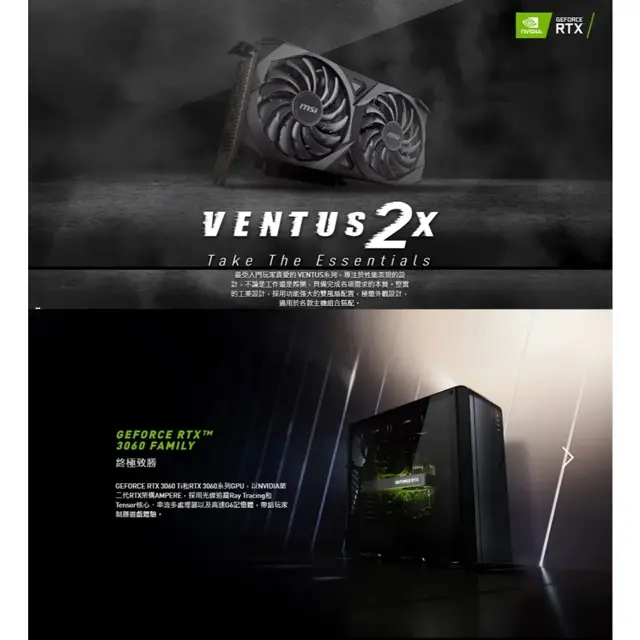 NVIDIA
GEFORCE
RTX
msi
msi
VENTUS 2X
Take The Essentials
最受入門玩家喜愛的 VENTUS系列，專注於性能表現的設
計，不論是工作還是娛樂，具備完成各項需求的本質。堅實
的工業設計，採用功能強大的雙風扇配置，極簡外觀設計，
適用於各款主機組合搭配。
GEFORCE RTX™
3060 FAMILY
終極致勝
GEFORCE RTX 3060 Ti和RTX 3060系列GPU，以NVIDIA第
二代RTX架構AMPERE，採用光線追蹤Ray Tracing和
Tensor核心、串流多處理器以及高速G6記憶體，帶給玩家
制勝遊戲體驗。
GEFORCE RTX